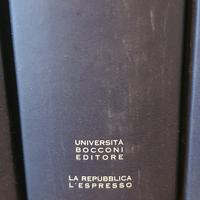 UNIVERSITÀ
BOCCONI
EDITORE
LA REPUBBLICA
L'ESPRESSO